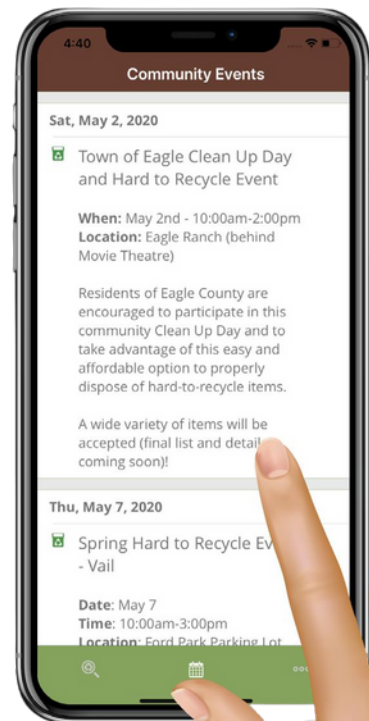 4:40
Community Events
Sat, May 2, 2020
Town of Eagle Clean Up Day
and Hard to Recycle Event
When: May 2nd - 10:00am-2:00pm
Location: Eagle Ranch (behind
Movie Theatre)
Residents of Eagle County are
encouraged to participate in this
community Clean Up Day and to
take advantage of this easy and
affordable option to properly
dispose of hard-to-recycle items.
A wide variety of items will be
accepted (final list and detail
coming soon)!
Thu, May 7, 2020
Spring Hard to Recycle Ev
- Vail
Date: May 7
Time: 10:00am-3:00pm
Location: Ford Park Parking Lot